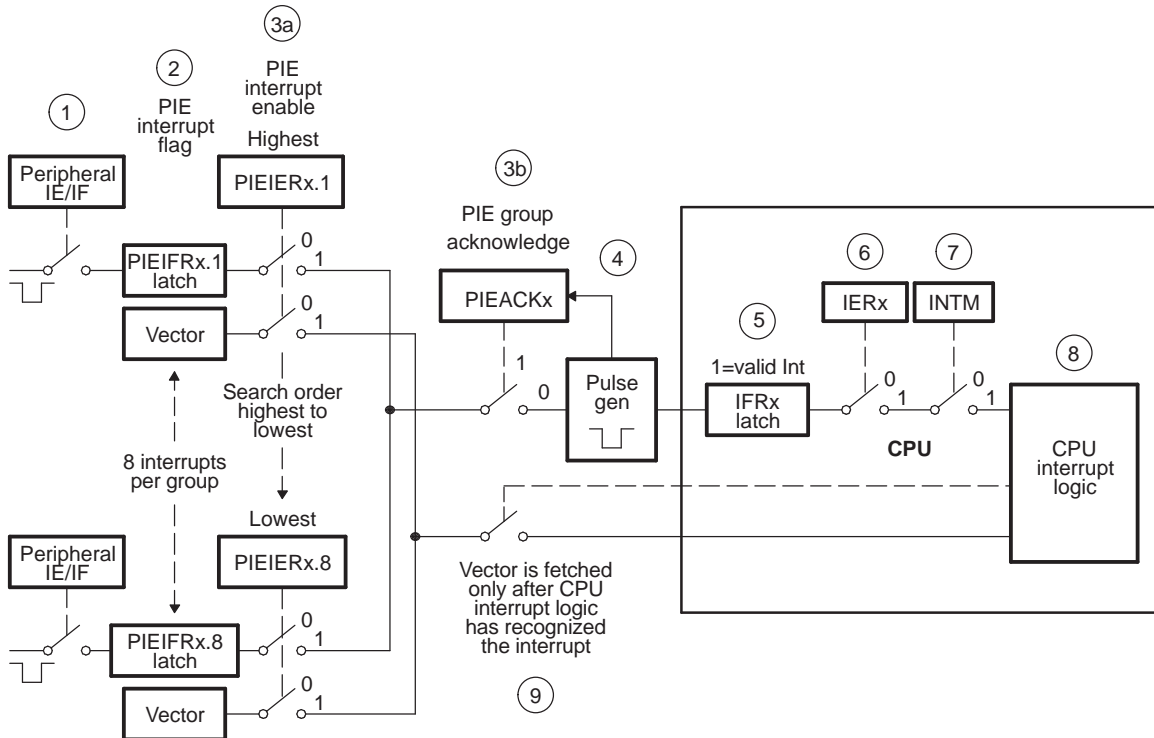 1
Peripheral
IE/IF
2
PIE
interrupt
flag
3a
PIE
interrupt
enable
Highest
PIEIERx.1
0
1
PIEIFRx.1
latch
Vector
0
1
8 interrupts
per group
Search order
highest to
lowest
Lowest
PIEIERx.8
Peripheral
IE/IF
PIEIFRx.8
latch
0
1
Vector
0
1
3b
PIE group
acknowledge
PIEACKx
1
0
4
Pulse
gen
5
1=valid Int
IFRx
latch
6
IERx
0
1
7
INTM
0
1
CPU
8
CPU
interrupt
logic
Vector is fetched
only after CPU
interrupt logic
has recognized
the interrupt
9